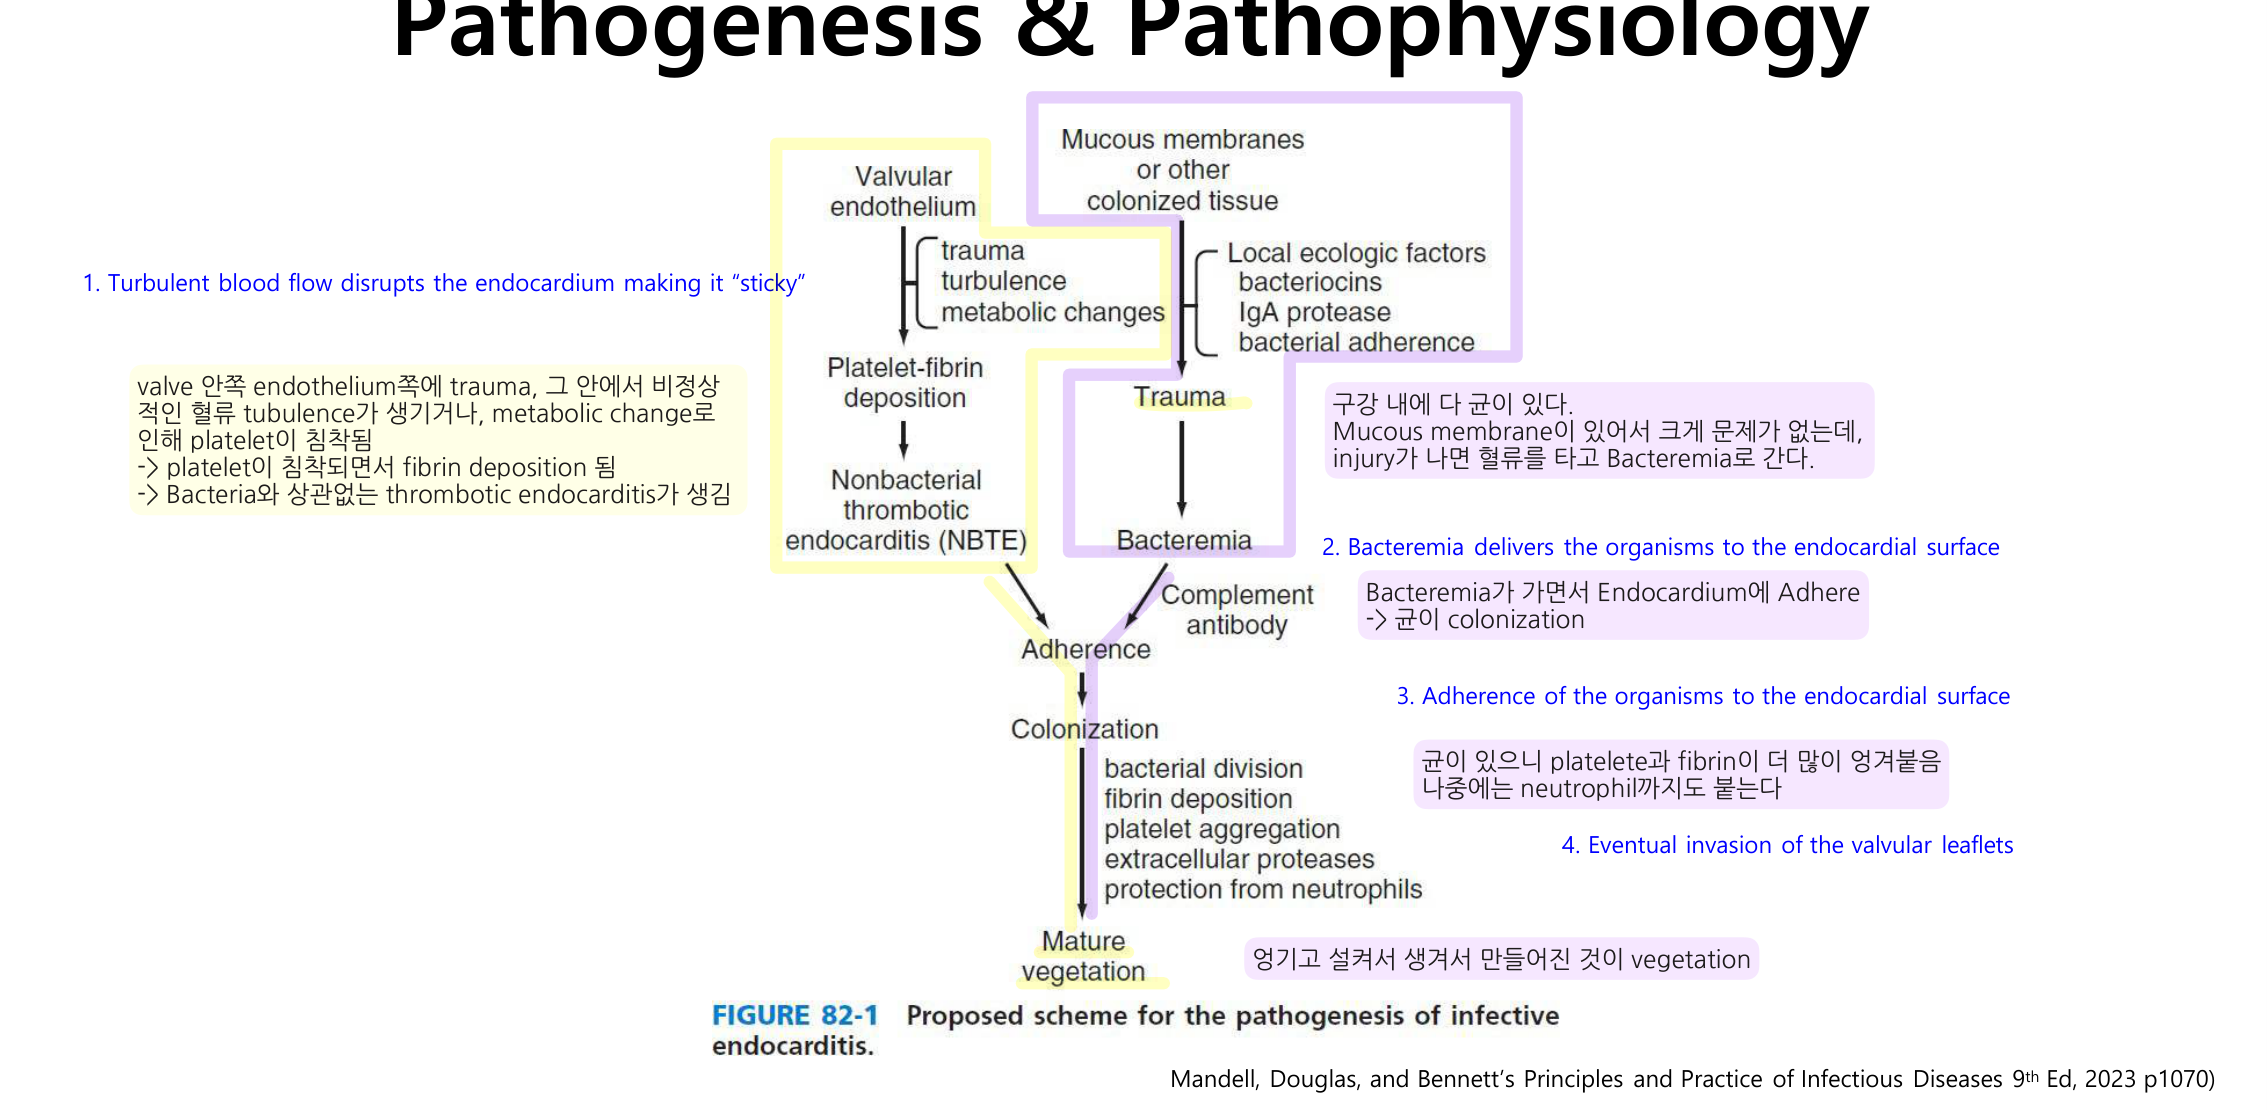 Pathogenesis & Pathophysiology
Mucous membranes
or other
colonized tissue
Valvular
endothelium
trauma
turbulence
metabolic changes
Local ecologic factors
bacteriocins
IgA protease
bacterial adherence
1. Turbulent blood flow disrupts the endocardium making it “sticky”
valve 안쪽 endothelium쪽에 trauma, 그 안에서 비정상
적인 혈류 tubulence가 생기거나, metabolic change로
인해 platelet이 침착됨
-> platelet이 침착되면서 fibrin deposition 됨
-> Bacteria와 상관없는 thrombotic endocarditis가 생김
Platelet-fibrin
deposition
Trauma
구강 내에 다 균이 있다.
Mucous membrane이 있어서 크게 문제가 없는데,
injury가 나면 혈류를 타고 Bacteremia로 간다.
Nonbacterial
thrombotic
endocarditis (NBTE)
Bacteremia
2. Bacteremia delivers the organisms to the endocardial surface
Complement
antibody
Bacteremia가 가면서 Endocardium에 Adhere
-> 균이 colonization
Adherence
3. Adherence of the organisms to the endocardial surface
Colonization
bacterial division
fibrin deposition
platelet aggregation
extracellular proteases
protection from neutrophils
균이 있으니 platelete과 fibrin이 더 많이 엉겨붙음
나중에는 neutrophil까지도 붙는다
4. Eventual invasion of the valvular leaflets
Mature
vegetation
엉기고 설켜서 생겨서 만들어진 것이 vegetation
FIGURE 82-1 Proposed scheme for the pathogenesis of infective
endocarditis.
Mandell, Douglas, and Bennett’s Principles and Practice of Infectious Diseases 9th Ed, 2023 p1070)